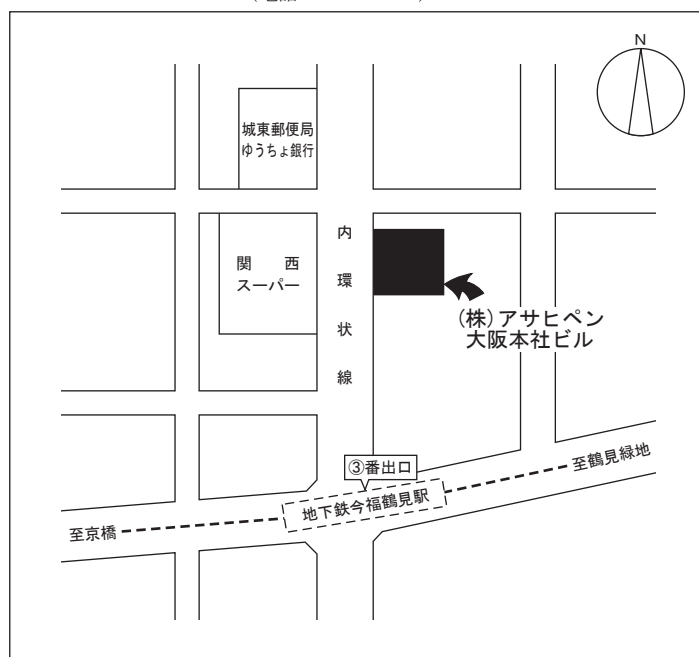 N
城東郵便局
ゆうちょ銀行
関　西
スーパー
内環状線
(株)アサヒペン
大阪本社ビル
③番出口
地下鉄今福鶴見駅
至鶴見緑地
至京橋